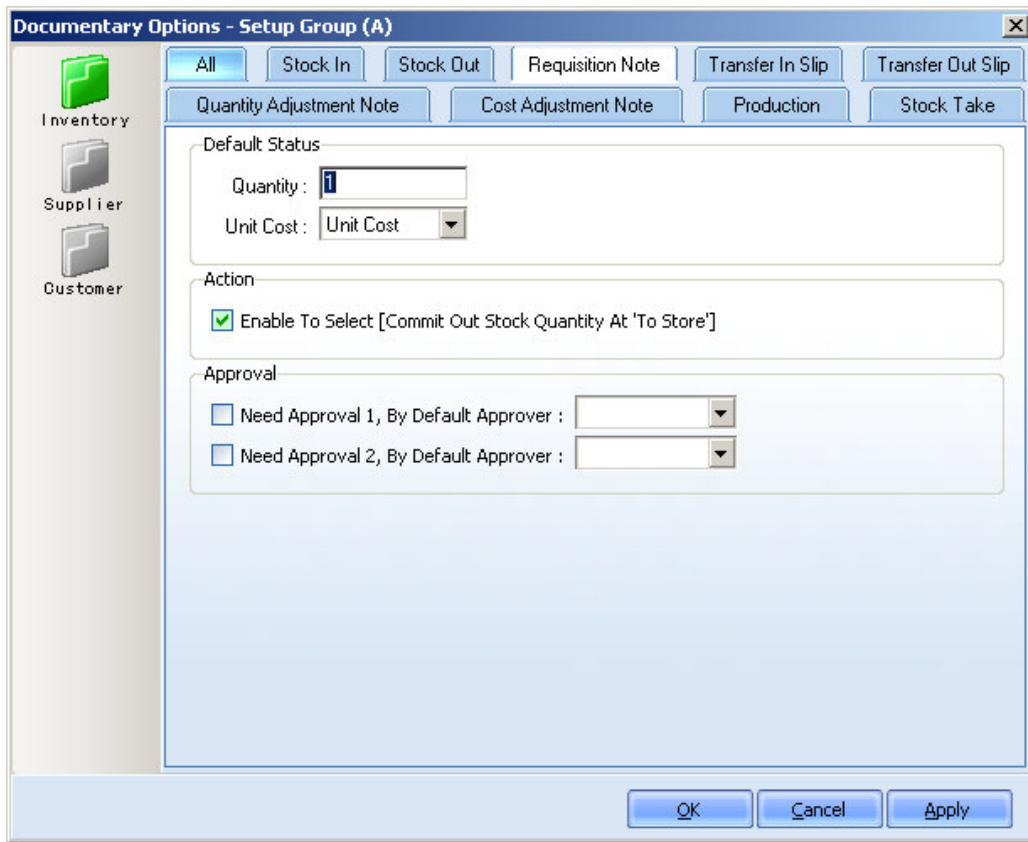 Documentary Options - Setup Group (A)
Inventory
Supplier
Customer
All Stock In Stock Out Requisition Note Transfer In Slip Transfer Out Slip
Quantity Adjustment Note Cost Adjustment Note Production Stock Take
Default Status
Quantity : 1
Unit Cost : Unit Cost
Action
Enable To Select [Commit Out Stock Quantity At 'To Store']
Approval
Need Approval 1, By Default Approver :
Need Approval 2, By Default Approver :
OK Cancel Apply